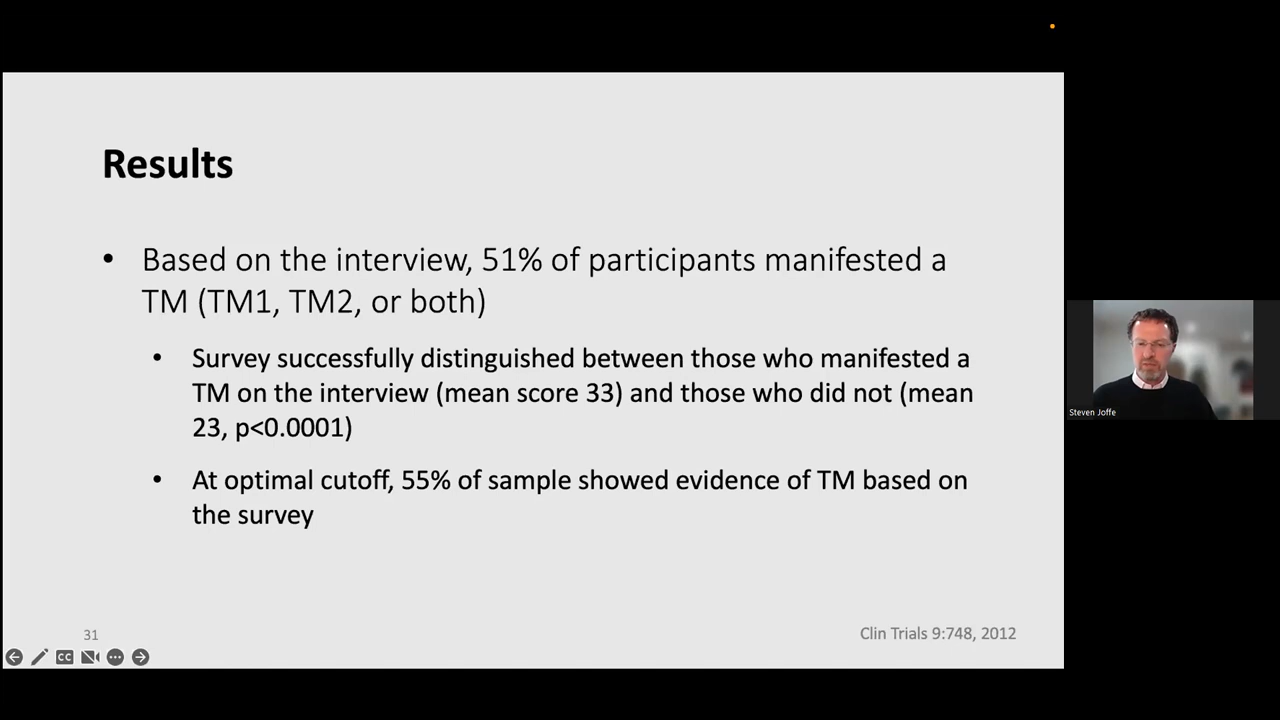 Results
• Based on the interview, 51% of participants manifested a
TM (TM1, TM2, or both)
• Survey successfully distinguished between those who manifested a
TM on the interview (mean score 33) and those who did not (mean
23, p<0.0001)
• At optimal cutoff, 55% of sample showed evidence of TM based on
the survey
31
Clin Trials 9:748, 2012
CC
Steven Joffe